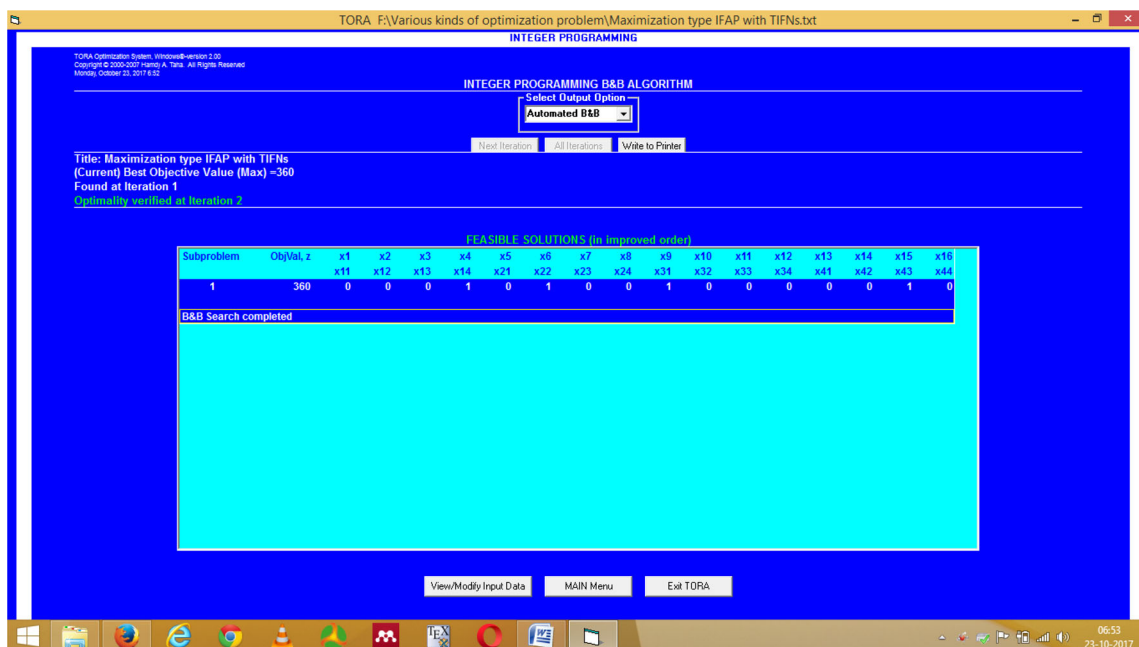 TORA F:\Various kinds of optimization problem\Maximization type IFAP with TIFNs.txt
INTEGER PROGRAMMING
TORA Optimization System, Windows®-version 2.00
Copyright © 2000-2007 Hamdy A. Taha. All Rights Reserved
Monday, October 23, 2017 6:52
INTEGER PROGRAMMING B&B ALGORITHM
Select Output Option
Automated B&B
Next Iteration All Iterations Write to Printer
Title: Maximization type IFAP with TIFNs
(Current) Best Objective Value (Max) =360
Found at Iteration 1
Optimality verified at Iteration 2
FEASIBLE SOLUTIONS (in improved order)
Subproblem ObjVal, z x1 x2 x3 x4 x5 x6 x7 x8 x9 x10 x11 x12 x13 x14 x15 x16
x11 x12 x13 x14 x21 x22 x23 x24 x31 x32 x33 x34 x41 x42 x43 x44
1 360 0 0 0 1 0 1 0 0 1 0 0 0 0 0 1 0
B&B Search completed
View/Modify Input Data MAIN Menu Exit TORA
TEX
06:53
23-10-2017